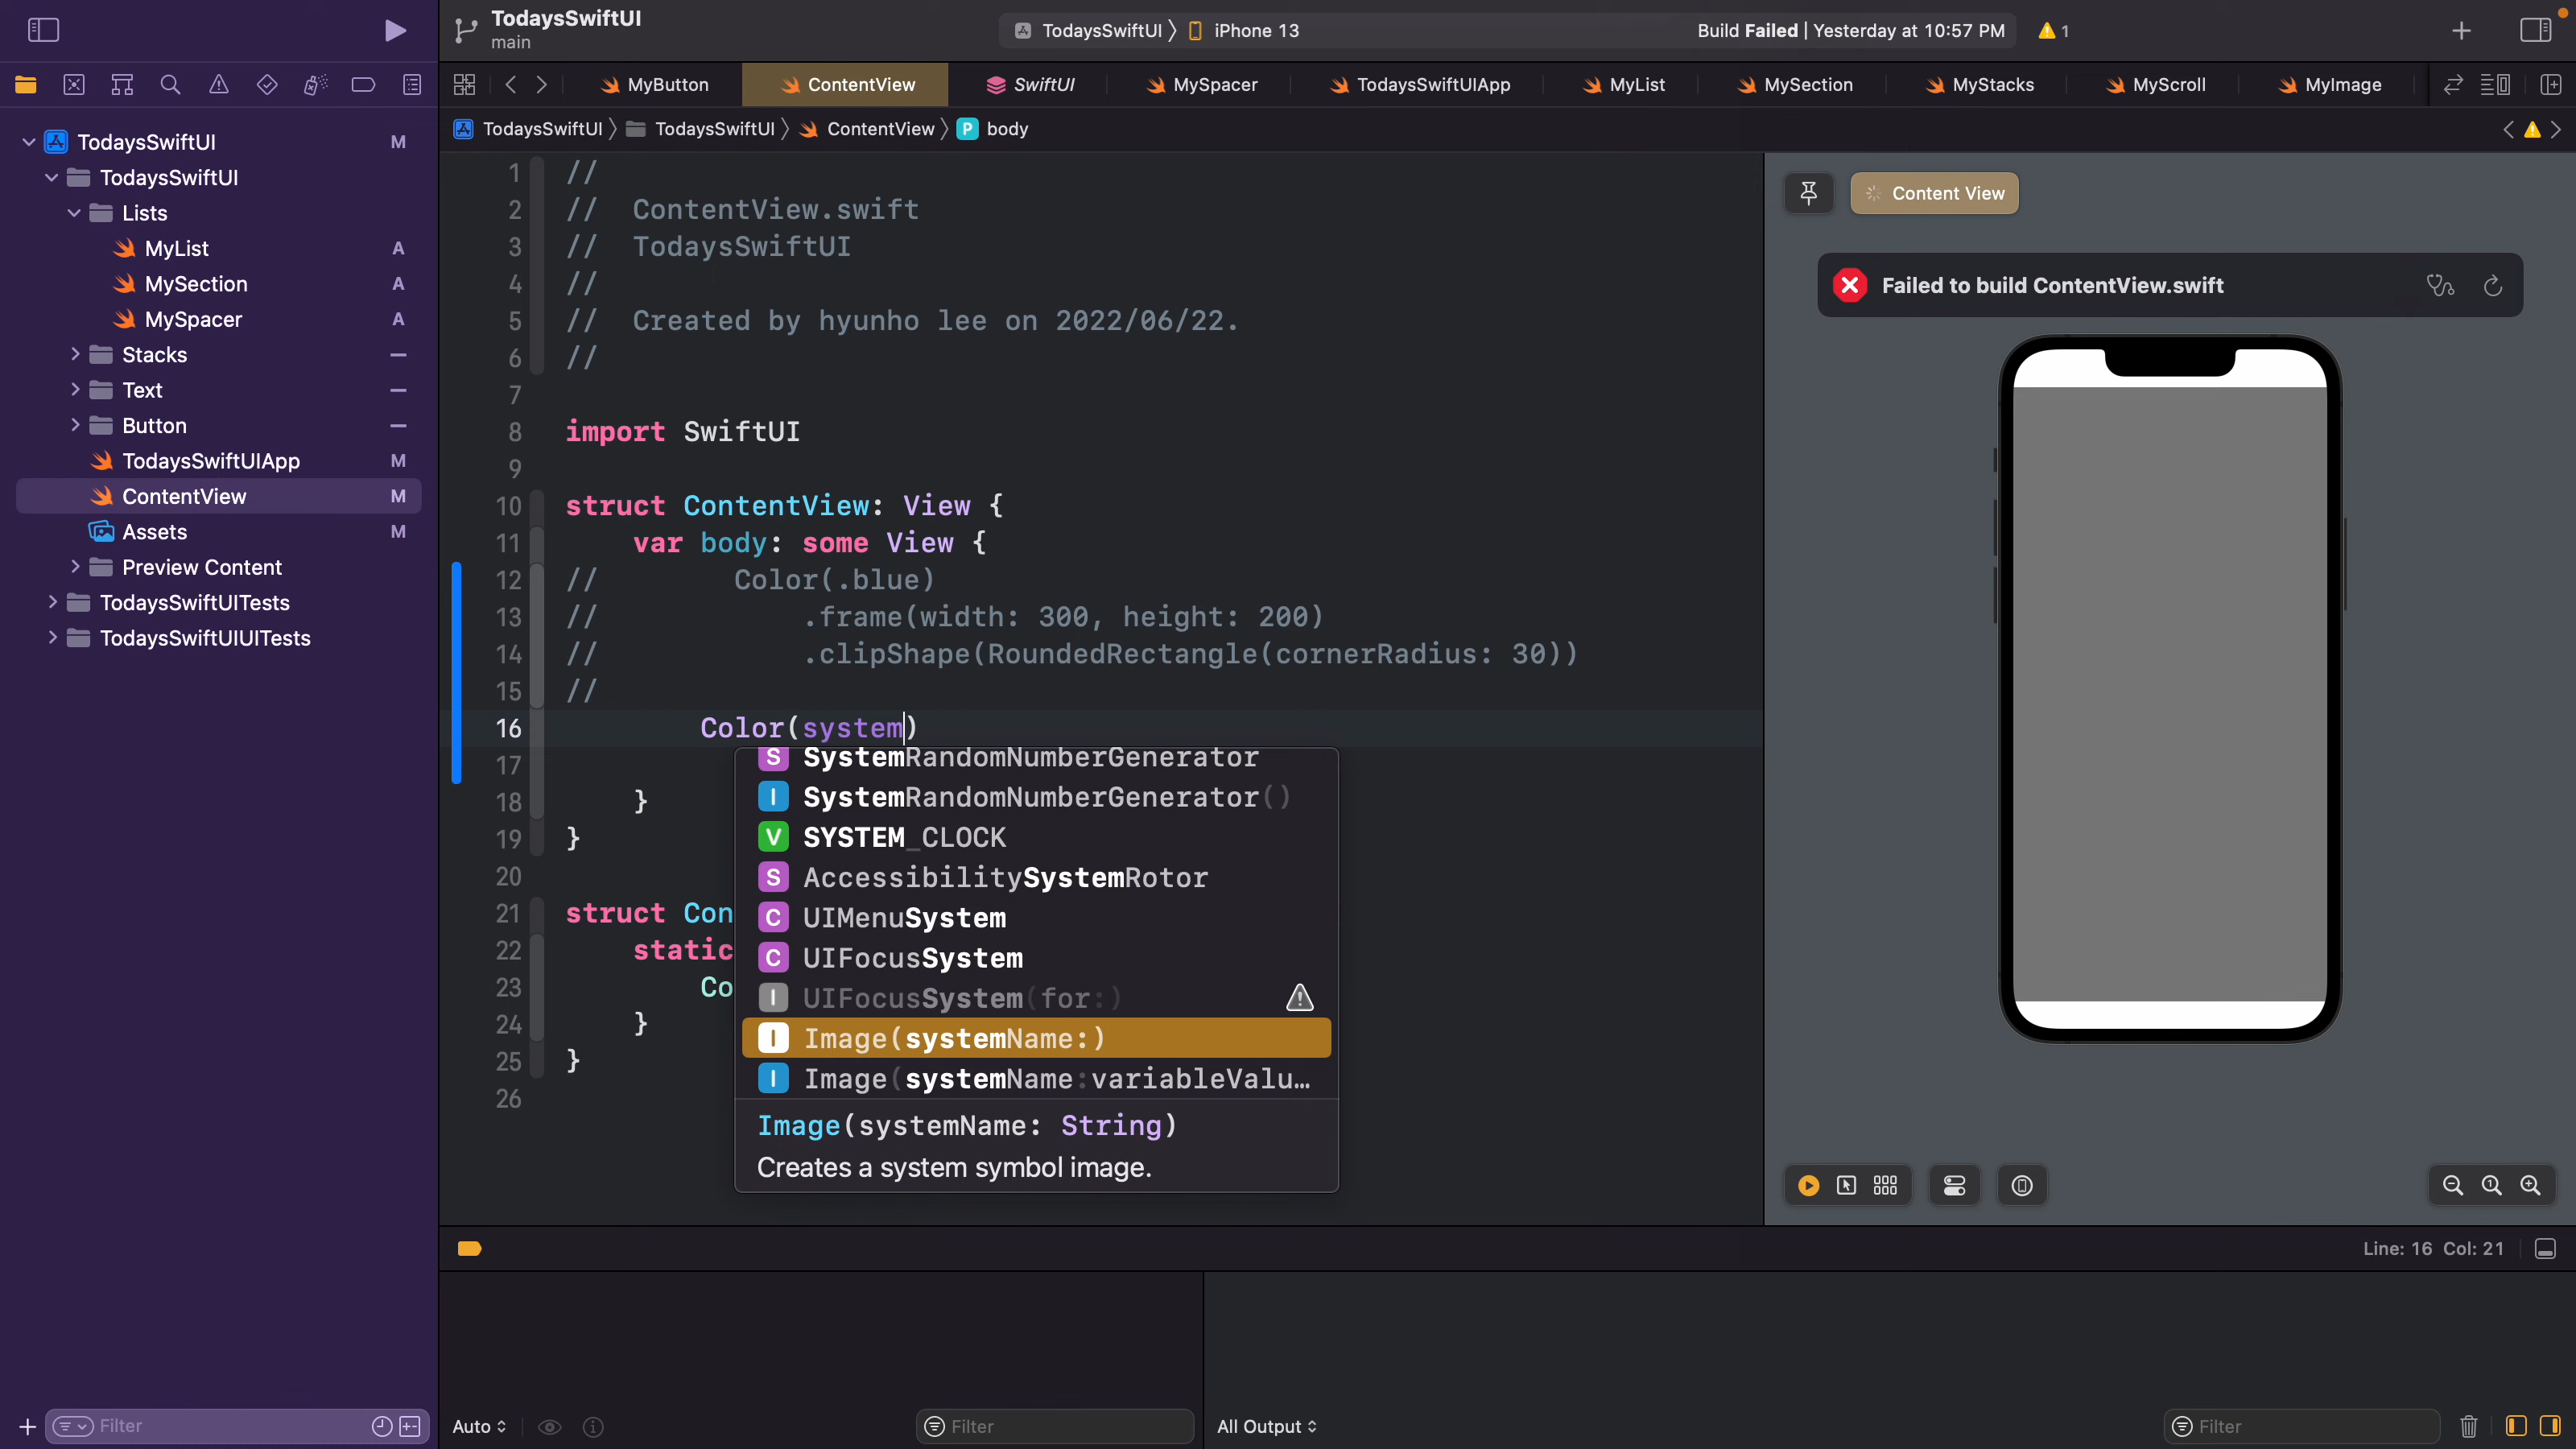 TodaysSwiftUI
main
TodaysSwiftUI 〉 iPhone 13
Build Failed | Yesterday at 10:57 PM
1
MyButton
ContentView
SwiftUI
MySpacer
TodaysSwiftUIApp
MyList
MySection
MyStacks
MyScroll
MyImage
TodaysSwiftUI 〉 TodaysSwiftUI 〉 ContentView 〉 P body
TodaysSwiftUI M
TodaysSwiftUI
Lists
MyList A
MySection A
MySpacer A
Stacks
Text
Button
TodaysSwiftUIApp M
ContentView M
Assets M
Preview Content
TodaysSwiftUITests
TodaysSwiftUIUITests
1 //
2 //  ContentView.swift
3 //  TodaysSwiftUI
4 //
5 //  Created by hyunho lee on 2022/06/22.
6 //
7
8 import SwiftUI
9
10 struct ContentView: View {
11     var body: some View {
12 //        Color(.blue)
13 //            .frame(width: 300, height: 200)
14 //            .clipShape(RoundedRectangle(cornerRadius: 30))
15 //
16         Color(system)
17
18     }
19 }
20
21 struct Con
22     static
23         Co
24     }
25 }
26
S SystemRandomNumberGenerator
I SystemRandomNumberGenerator()
V SYSTEM_CLOCK
S AccessibilitySystemRotor
C UIMenuSystem
C UIFocusSystem
I UIFocusSystem(for:)
I Image(systemName:)
I Image(systemName:variableValu…
Image(systemName: String)
Creates a system symbol image.
Content View
Failed to build ContentView.swift
Line: 16 Col: 21
Filter
Auto
Filter
All Output
Filter